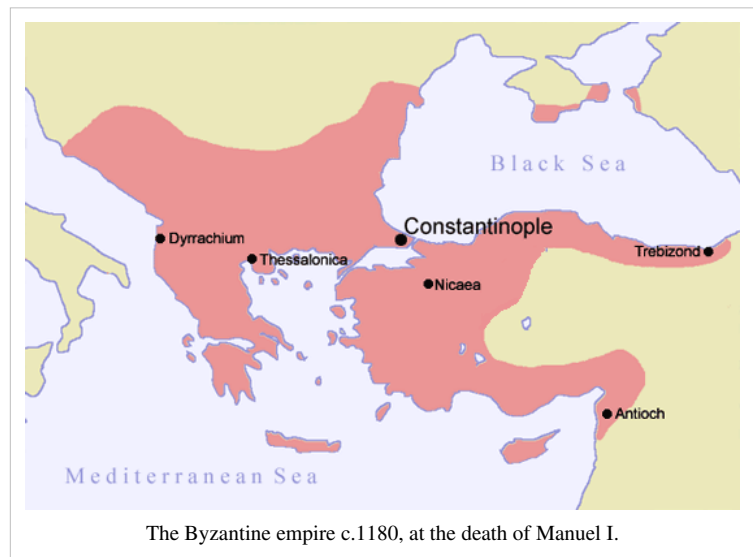 Black Sea
Constantinople
Dyrrachium
Trebizond
Thessalonica
Nicaea
Antioch
Mediterranean Sea
The Byzantine empire c.1180, at the death of Manuel I.